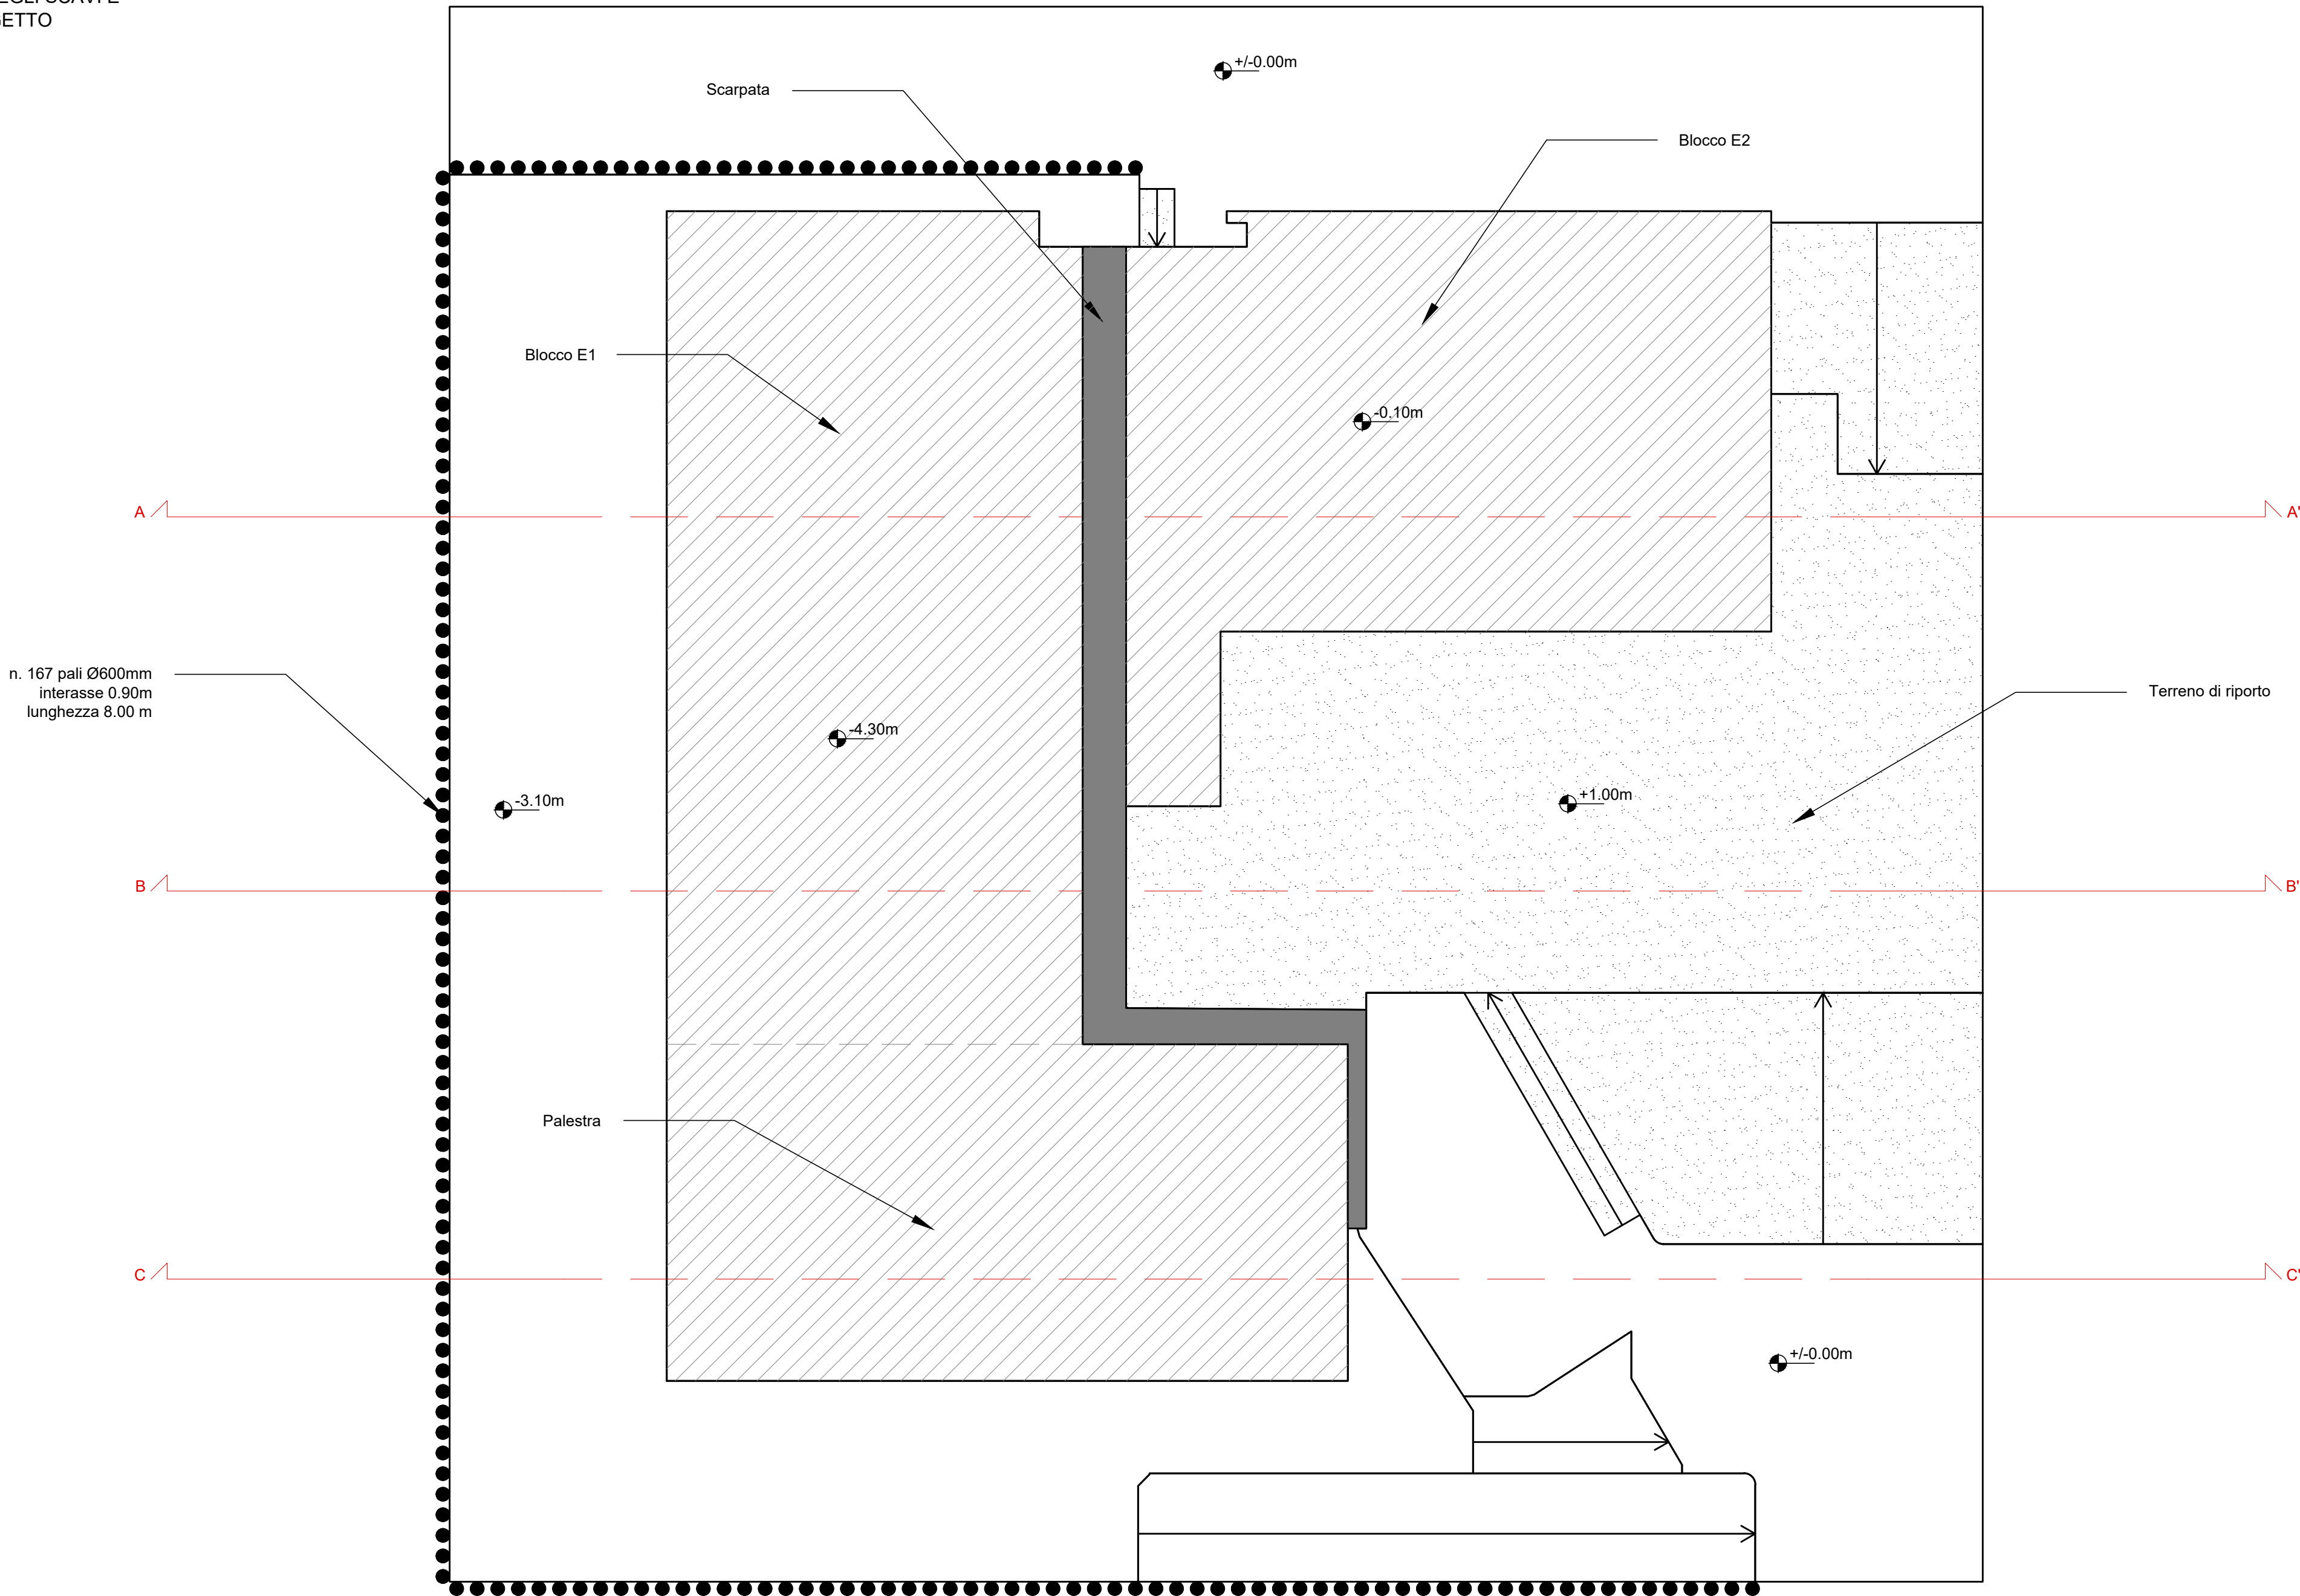 GETTO
+/-0.00m
Scarpata
Blocco E2
Blocco E1
-0.10m
A
A'
n. 167 pali Ø600mm
interasse 0.90m
lunghezza 8.00 m
Terreno di riporto
-4.30m
-3.10m
+1.00m
B
B'
Palestra
C
C'
+/-0.00m